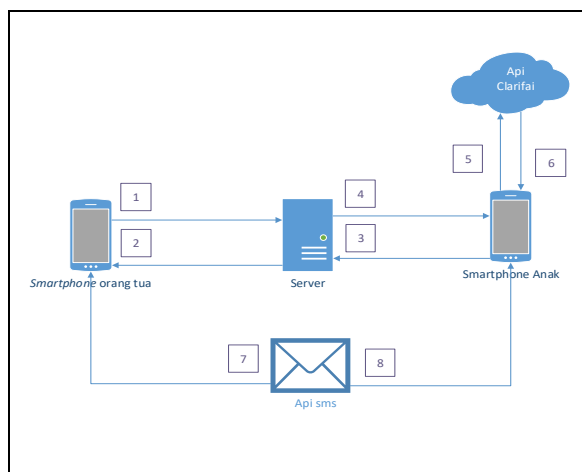 Api
Clarifai
5
6
1
4
2
3
Smartphone orang tua
Server
Smartphone Anak
7
8
Api sms